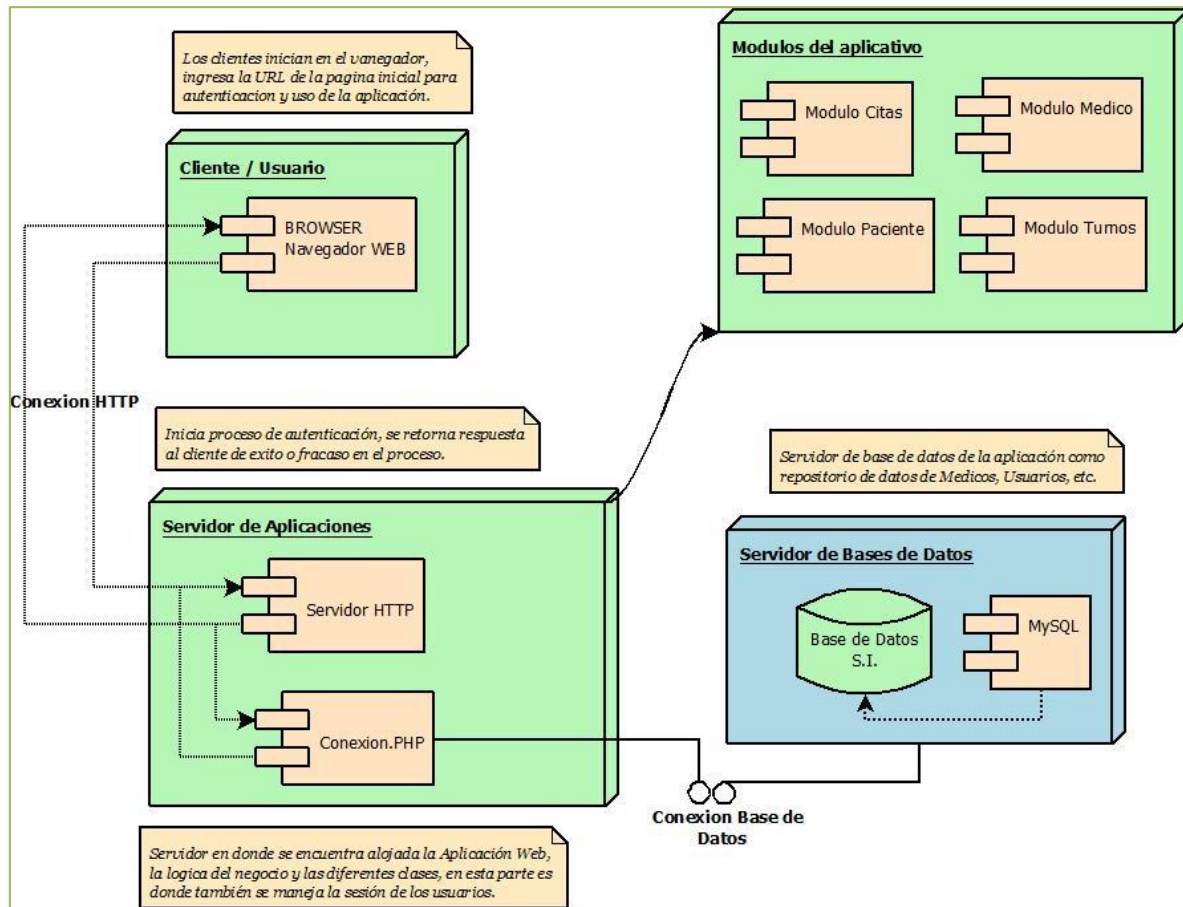 Los clientes inician en el vanegador,
ingresa la URL de la pagina inicial para
autenticacion y uso de la aplicación.
Cliente / Usuario
BROWSER
Navegador WEB
Modulos del aplicativo
Modulo Citas
Modulo Medico
Modulo Paciente
Modulo Turnos
Conexion HTTP
Inicia proceso de autenticación, se retorna respuesta
al cliente de exito o fracaso en el proceso.
Servidor de Aplicaciones
Servidor HTTP
Conexion.PHP
Servidor de base de datos de la aplicación como
repositorio de datos de Medicos, Usuarios, etc.
Servidor de Bases de Datos
Base de Datos
S.I.
MySQL
Conexion Base de
Datos
Servidor en donde se encuentra alojada la Aplicación Web,
la logica del negocio y las diferentes clases, en esta parte es
donde también se maneja la sesión de los usuarios.